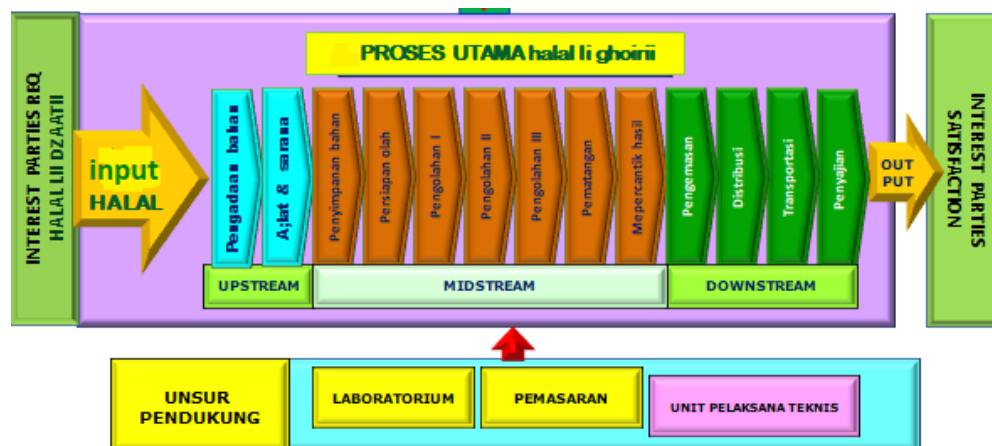 PROSES UTAMA halal li ghoirii
INTEREST PARTIES REQ
HALAL LII DZAATII
input
HALAL
Pengadaan bahan
A;lat & sarana
Penyimpanan bahan
Persiapan olah
Pengolahan I
Pengolahan II
Pengolahan III
Pematangan
Mepercantik hasil
Pengemasan
Distribusi
Transportasi
Penyajian
OUT
PUT
INTEREST PARTIES
SATISFACTION
UPSTREAM
MIDSTREAM
DOWNSTREAM
UNSUR
PENDUKUNG
LABORATORIUM
PEMASARAN
UNIT PELAKSANA TEKNIS